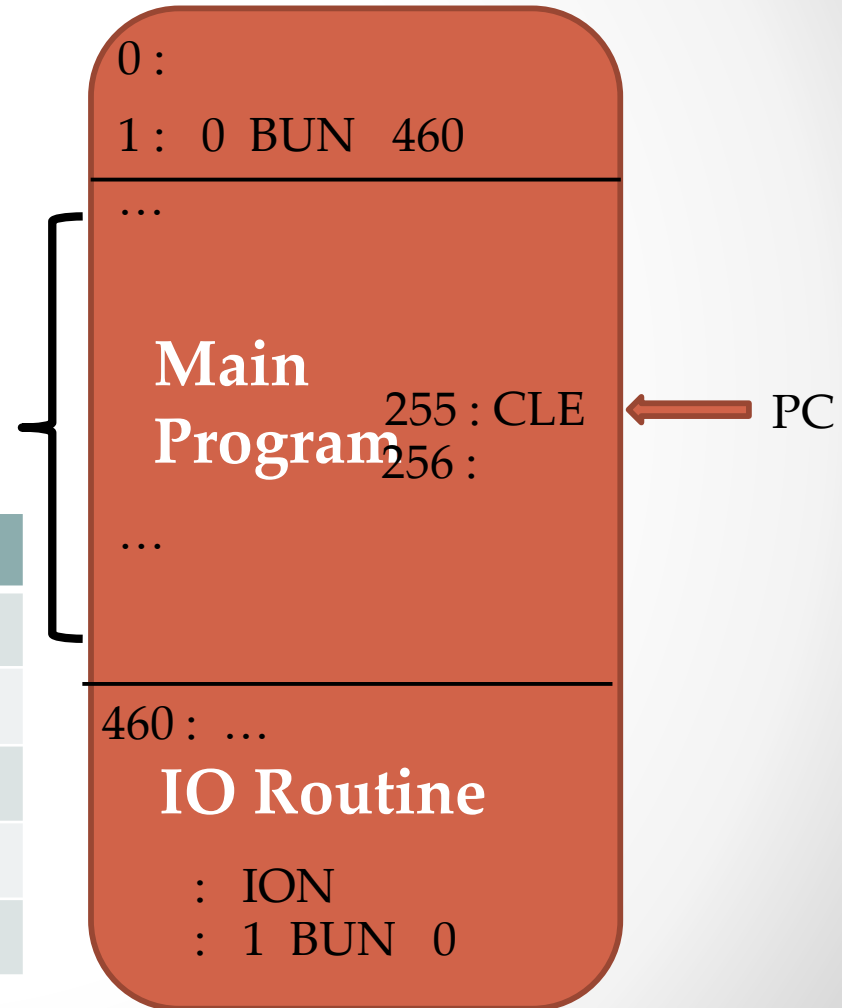 0 :
1 : 0 BUN 460
…
Main
Program
255 : CLE
256 :
PC
…
460 : …
IO Routine
: ION
: 1 BUN 0